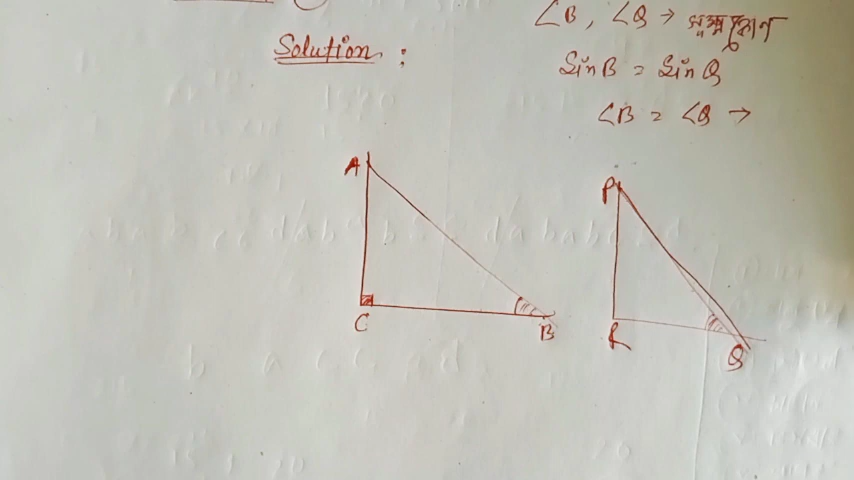 ∠B, ∠Q → সূক্ষ্মকোণ
Solution :
Sin B = Sin Q
∠B = ∠Q →
A
P
C
B
R
Q